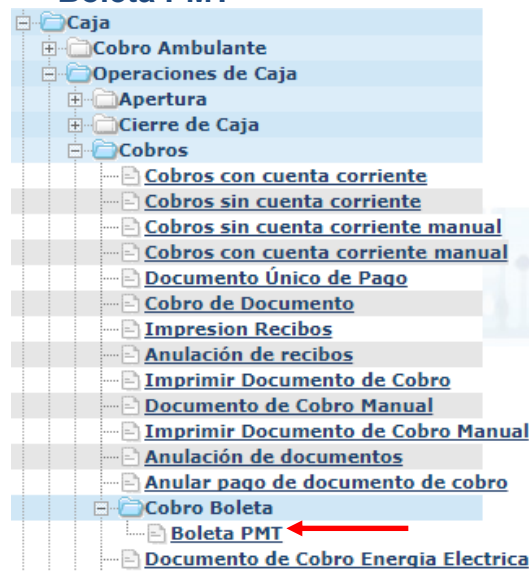 Boleta PMT
Caja
Cobro Ambulante
Operaciones de Caja
Apertura
Cierre de Caja
Cobros
Cobros con cuenta corriente
Cobros sin cuenta corriente
Cobros sin cuenta corriente manual
Cobros con cuenta corriente manual
Documento Único de Pago
Cobro de Documento
Impresion Recibos
Anulación de recibos
Imprimir Documento de Cobro
Documento de Cobro Manual
Imprimir Documento de Cobro Manual
Anulación de documentos
Anular pago de documento de cobro
Cobro Boleta
Boleta PMT
Documento de Cobro Energia Electrica